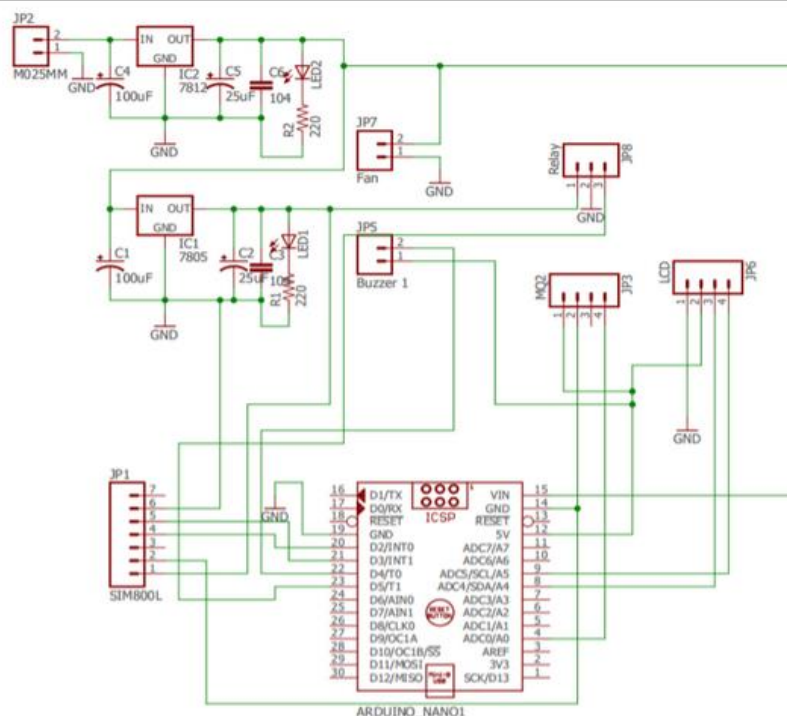 JP2
2
1
M025MM
GND
C4
100uF
IN OUT
GND
IC2
7812
C5
25uF
C6
104
LED2
R2
220
GND
JP7
2
1
Fan
GND
Relay
JP8
1
2
3
GND
IN OUT
GND
IC1
7805
C1
100uF
C2
25uF
C3
LED1
R1
220
GND
JP5
2
1
Buzzer 1
MQ2
JP3
1
2
3
4
LCD
JP6
1
2
3
4
GND
JP1
7
6
5
4
3
2
1
SIM800L
GND
ICSP
1
16 D1/TX VIN 15
17 D0/RX GND 14
18 RESET RESET 13
19 GND 5V 12
20 D2/INT0 ADC7/A7 11
21 D3/INT1 ADC6/A6 10
22 D4/T0 ADC5/SCL/A5 9
23 D5/T1 ADC4/SDA/A4 8
24 D6/AIN0 ADC3/A3 7
25 D7/AIN1 ADC2/A2 6
26 D8/CLK0 ADC1/A1 5
27 D9/OC1A ADC0/A0 4
28 D10/OC1B/SS AREF 3
29 D11/MOSI 3V3 2
30 D12/MISO SCK/D13 1
RESET
BUTTON
USB
ARDUINO_NANO1